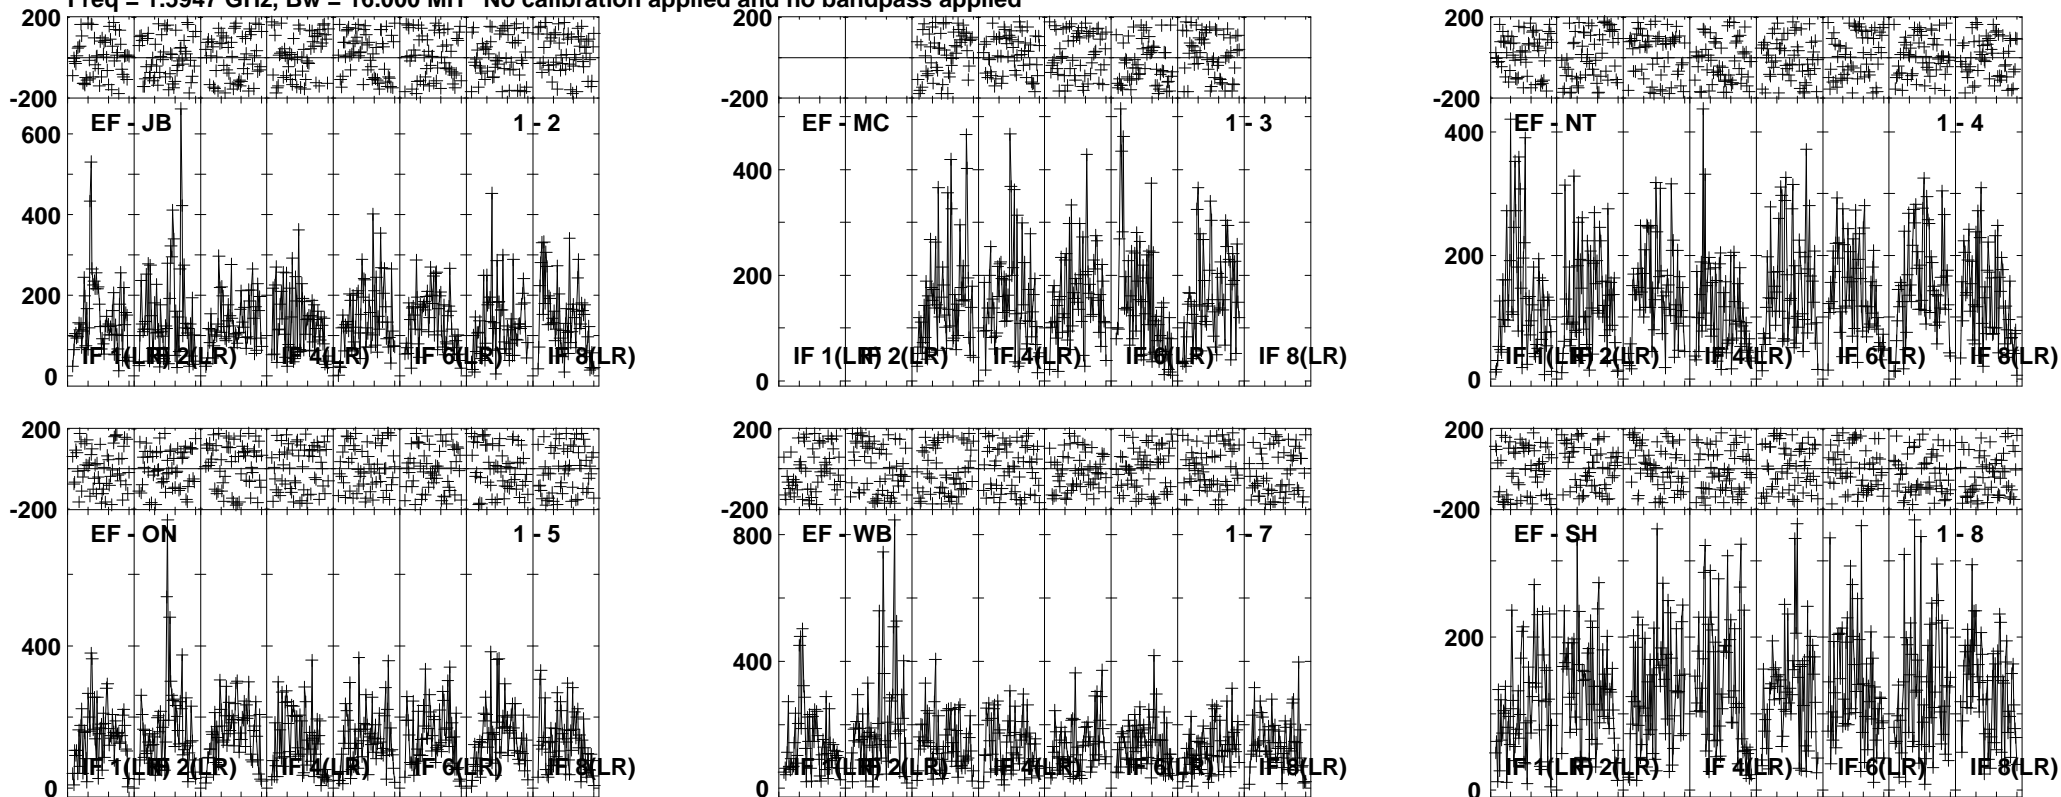 Freq = 1.5947 GHz, Bw = 16.000 MH No calibration applied and no bandpass applied
200
-200
600
400
200
0
EF - JB
1 - 2
IF 1(LR)
IF 2(LR)
IF 4(LR)
IF 6(LR)
IF 8(LR)
200
-200
400
200
0
EF - MC
1 - 3
IF 1(LR)
IF 2(LR)
IF 4(LR)
IF 6(LR)
IF 8(LR)
200
-200
400
200
0
EF - NT
1 - 4
IF 1(LR)
IF 2(LR)
IF 4(LR)
IF 6(LR)
IF 8(LR)
200
-200
400
0
EF - ON
1 - 5
IF 1(LR)
IF 2(LR)
IF 4(LR)
IF 6(LR)
IF 8(LR)
200
-200
800
400
0
EF - WB
1 - 7
IF 1(LR)
IF 2(LR)
IF 4(LR)
IF 6(LR)
IF 8(LR)
200
-200
200
0
EF - SH
1 - 8
IF 1(LR)
IF 2(LR)
IF 4(LR)
IF 6(LR)
IF 8(LR)